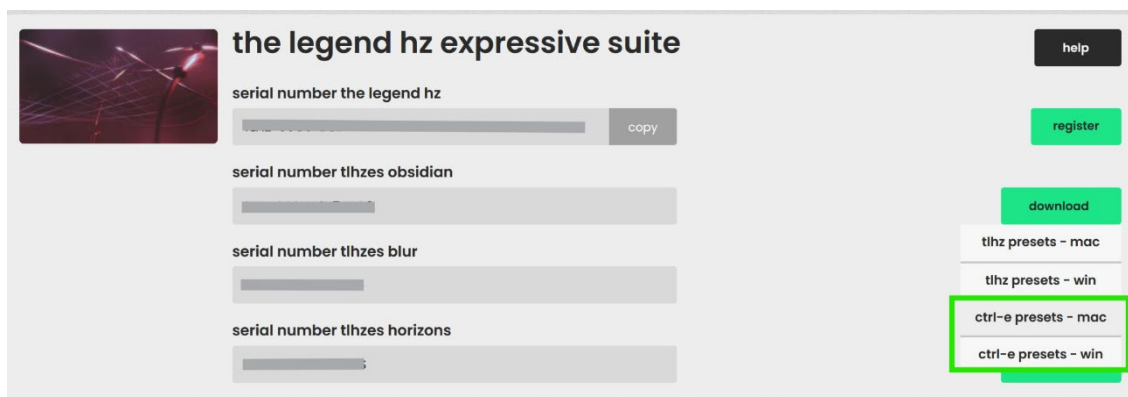 the legend hz expressive suite
help
serial number the legend hz
copy
register
serial number tlhzes obsidian
download
tlhz presets - mac
serial number tlhzes blur
tlhz presets - win
ctrl-e presets - mac
serial number tlhzes horizons
ctrl-e presets - win